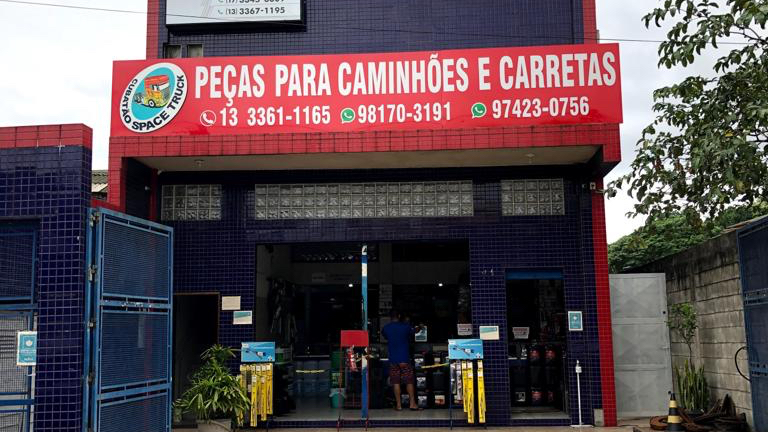 (13) 3367-1195
PEÇAS PARA CAMINHÕES E CARRETAS
CUBATÃO SPACE TRUCK
13 3361-1165 98170-3191 97423-0756